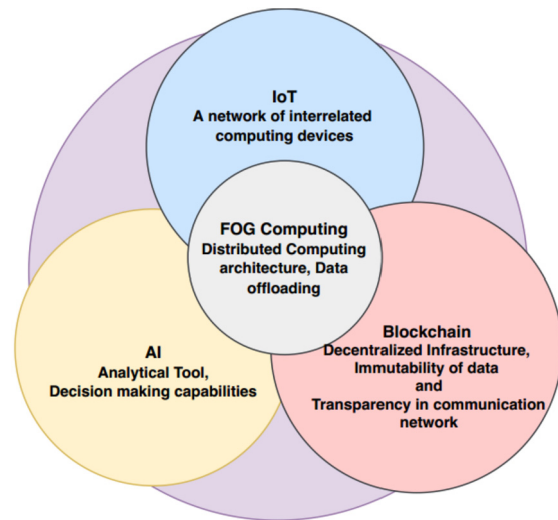 IoT
A network of interrelated
computing devices
FOG Computing
Distributed Computing
architecture, Data
offloading
AI
Analytical Tool,
Decision making capabilities
Blockchain
Decentralized Infrastructure,
Immutability of data
and
Transparency in communication
network